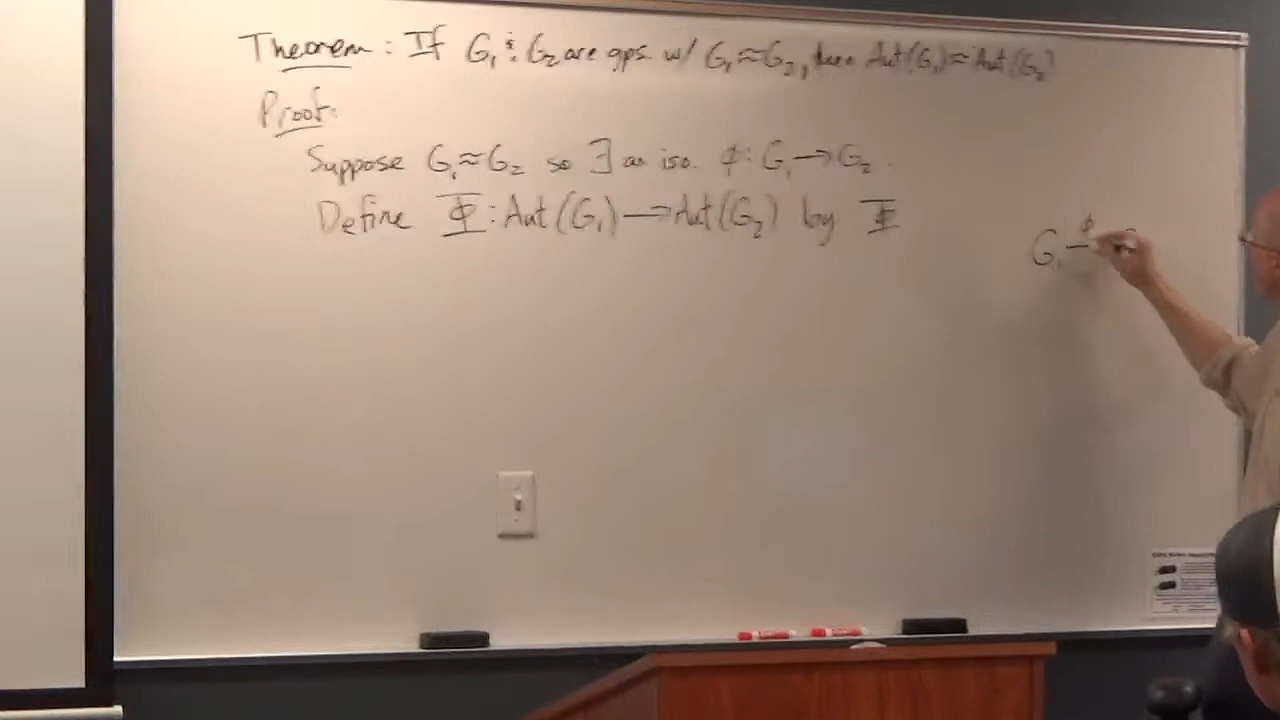 Theorem: If G₁ & G₂ are gps w/ G₁≈G₂, then Aut(G₁)≈Aut(G₂)
Proof:
Suppose G₁≈G₂ so ∃ an iso. ϕ: G₁→G₂.
Define Φ: Aut(G₁)→Aut(G₂) by Φ
G₁ ϕ